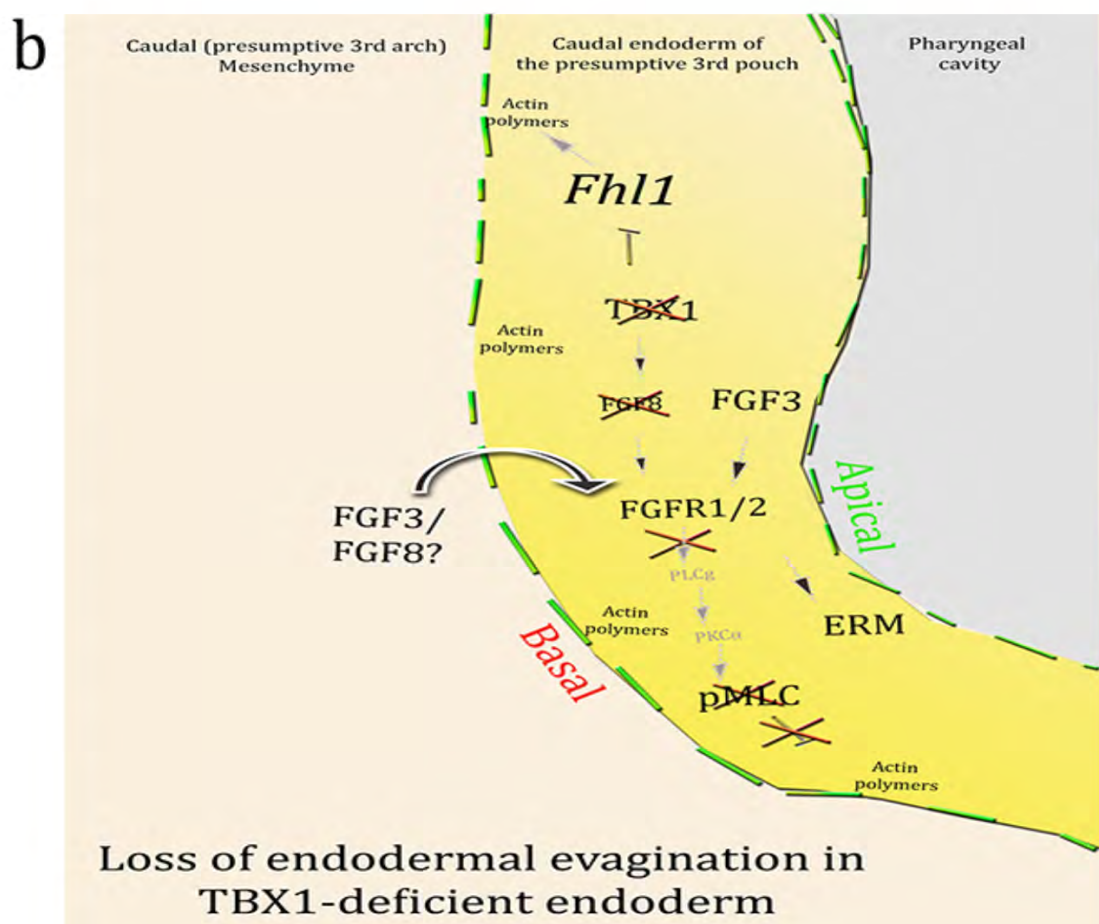 b
Caudal (presumptive 3rd arch)
Mesenchyme
Caudal endoderm of
the presumptive 3rd pouch
Pharyngeal
cavity
Actin
polymers
Fhl1
TBX1
Actin
polymers
FGF8
FGF3
FGF3/
FGF8?
FGFR1/2
Apical
PLCg
Actin
polymers
PKCα
ERM
Basal
pMLC
Actin
polymers
Loss of endodermal evagination in
TBX1-deficient endoderm